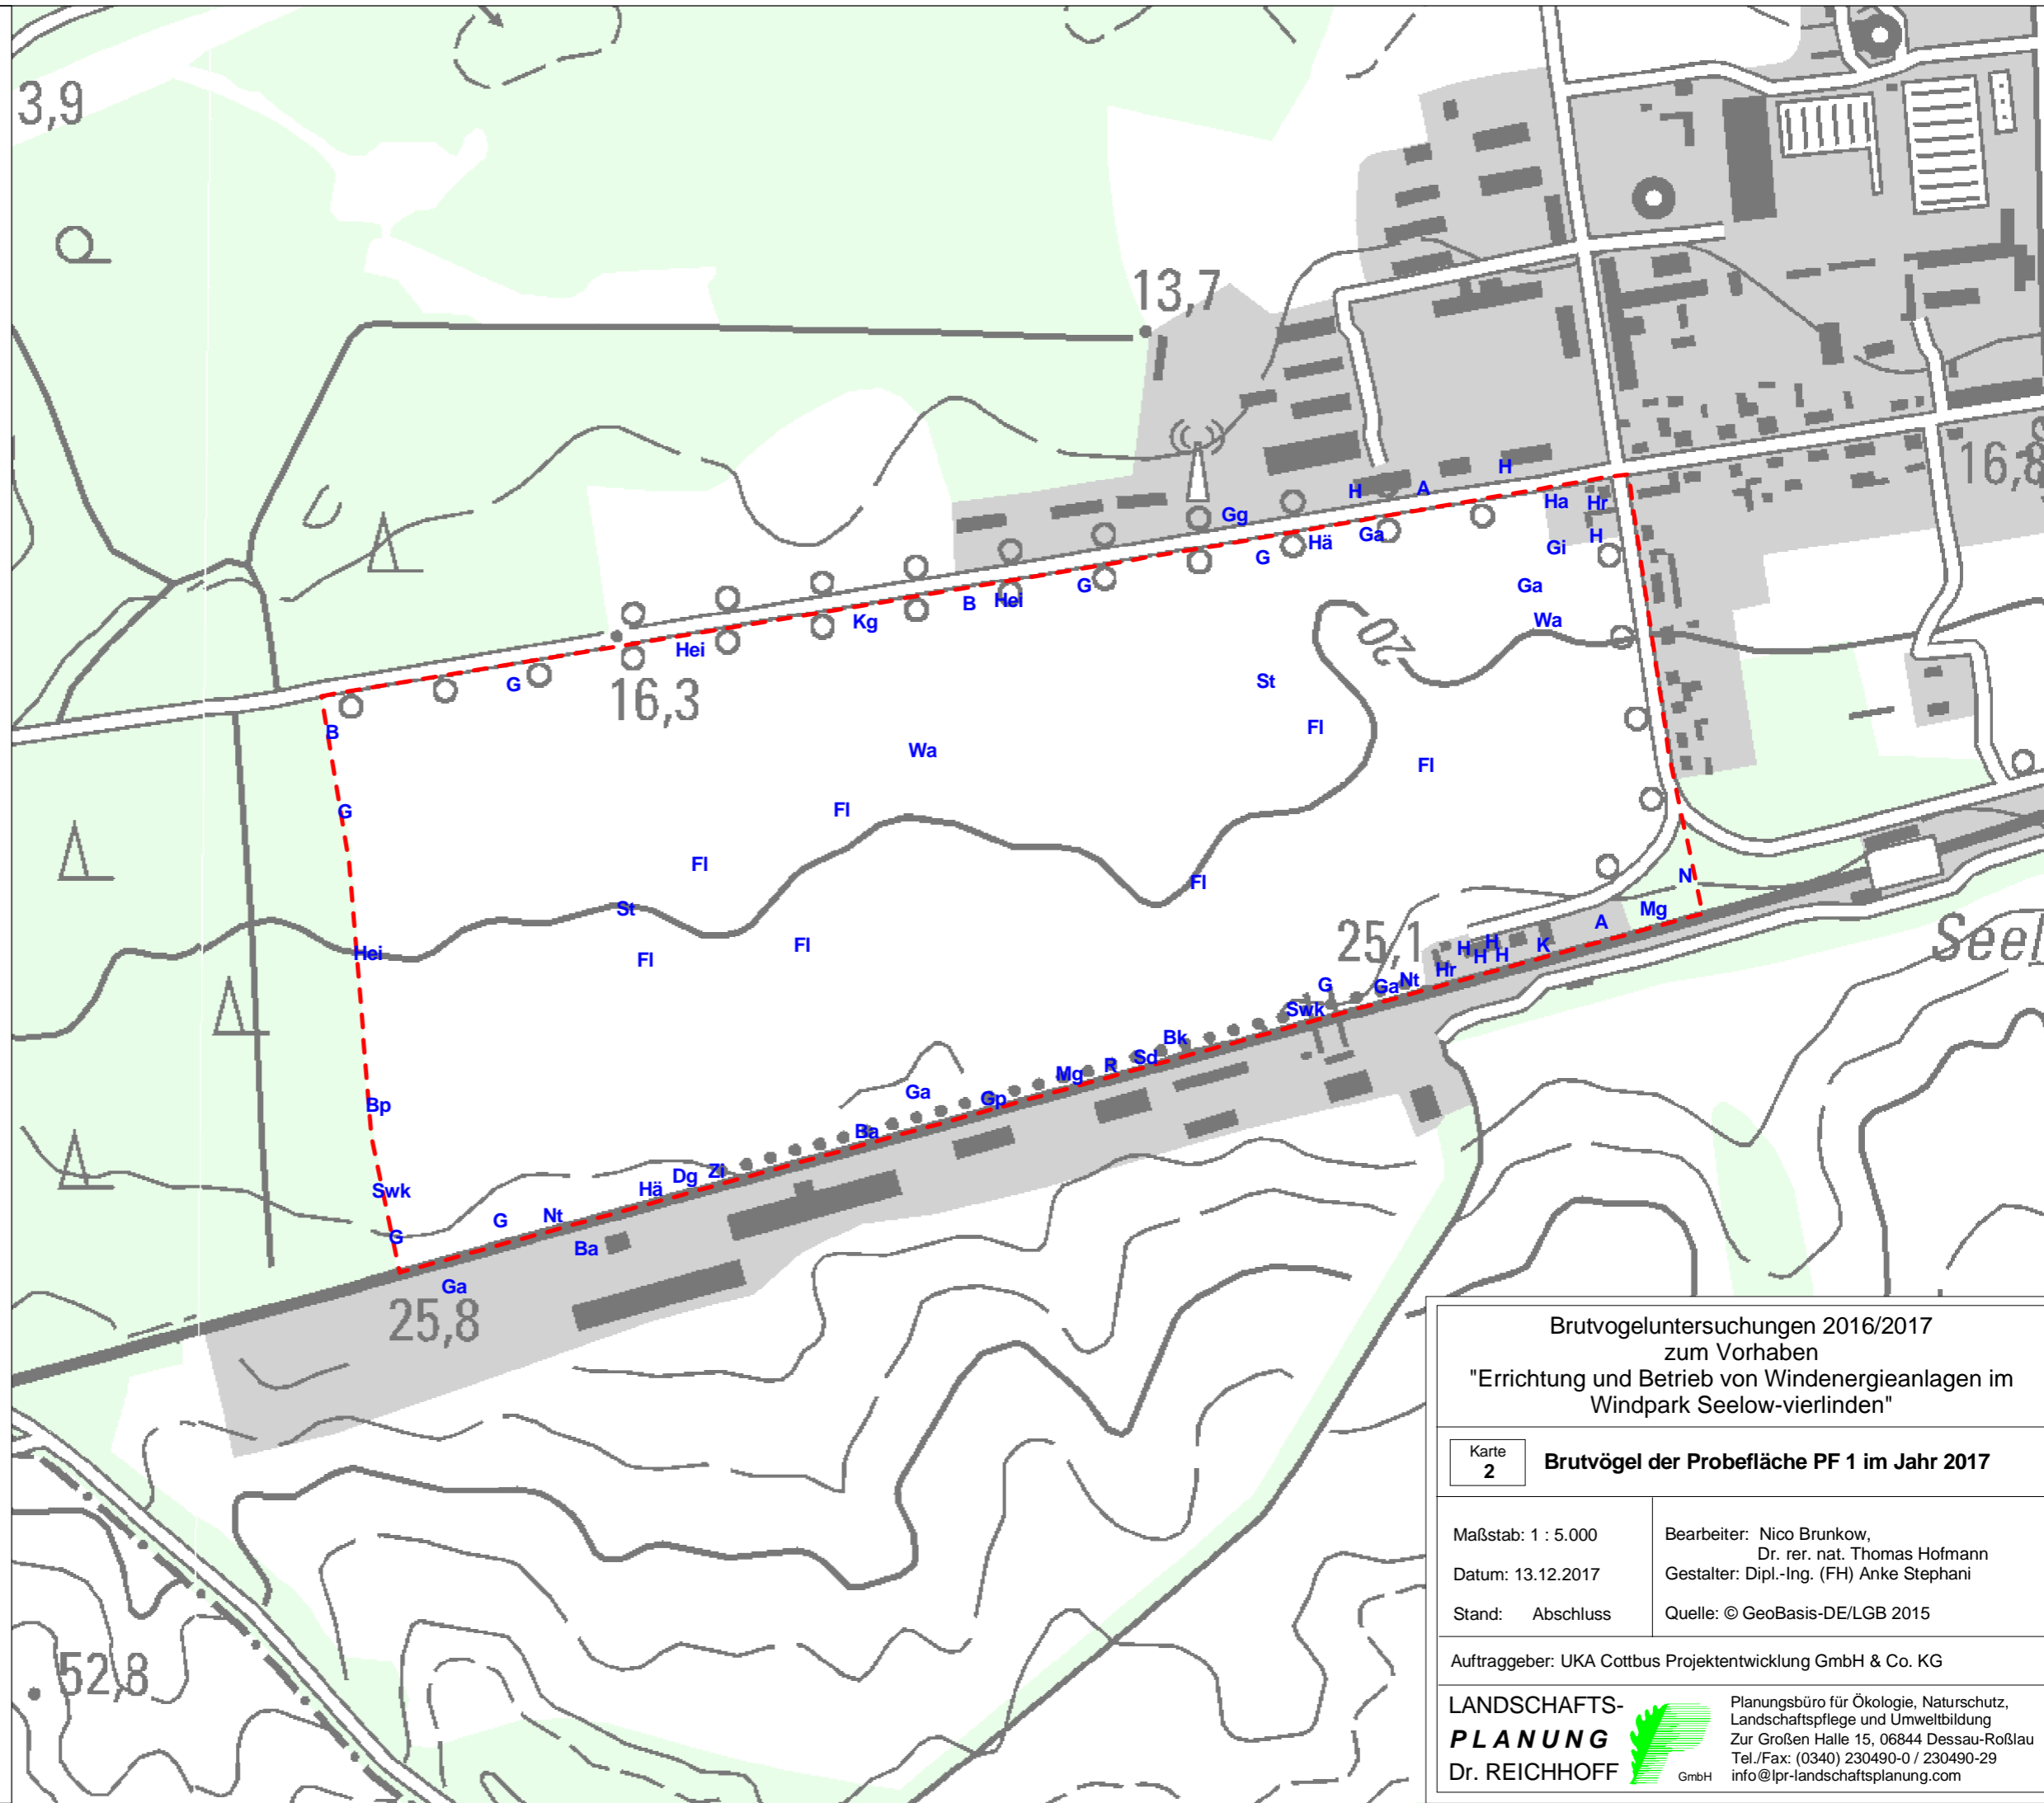 3,9
13,7
16,8
H
H
A
Ha
Hr
Gg
H
Hä
Ga
Gi
G
G
Ga
B
Hei
Kg
Wa
Hei
20
G
St
16,3
Fl
B
Wa
Fl
G
Fl
Fl
Fl
N
St
Mg
A
25,1
Seel
Hei
Fl
Fl
H
H
H
H
K
Hr
G
Ga
Nt
Swk
Bk
Sd
R
Mg
Ga
Gp
Bp
Ba
Zi
Dg
Hä
Swk
G
Nt
G
Ba
Ga
25,8
52,8
Brutvogeluntersuchungen 2016/2017
zum Vorhaben
"Errichtung und Betrieb von Windenergieanlagen im
Windpark Seelow-vierlinden"
Karte
2
Brutvögel der Probefläche PF 1 im Jahr 2017
Maßstab: 1 : 5.000
Datum: 13.12.2017
Stand: Abschluss
Bearbeiter: Nico Brunkow,
Dr. rer. nat. Thomas Hofmann
Gestalter: Dipl.-Ing. (FH) Anke Stephani
Quelle: © GeoBasis-DE/LGB 2015
Auftraggeber: UKA Cottbus Projektentwicklung GmbH & Co. KG
LANDSCHAFTS-
PLANUNG
Dr. REICHHOFF
GmbH
Planungsbüro für Ökologie, Naturschutz,
Landschaftspflege und Umweltbildung
Zur Großen Halle 15, 06844 Dessau-Roßlau
Tel./Fax: (0340) 230490-0 / 230490-29
info@lpr-landschaftsplanung.com